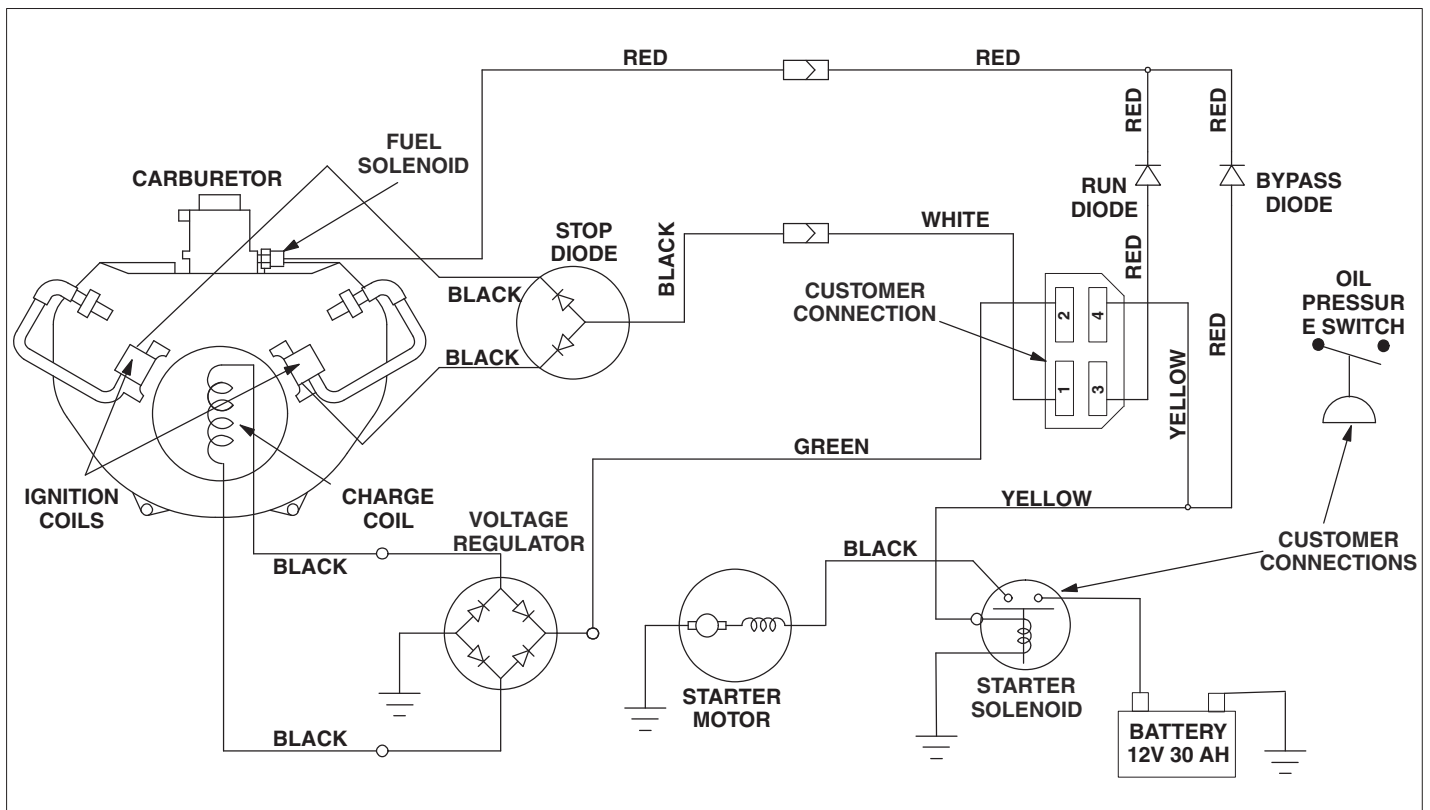 RED
RED
RED
RED
FUEL
SOLENOID
CARBURETOR
RUN
DIODE
BYPASS
DIODE
STOP
DIODE
WHITE
BLACK
RED
BLACK
CUSTOMER
CONNECTION
OIL
PRESSUR
E SWITCH
2
4
RED
BLACK
1
3
YELLOW
GREEN
IGNITION
COILS
CHARGE
COIL
YELLOW
VOLTAGE
REGULATOR
BLACK
CUSTOMER
CONNECTIONS
BLACK
STARTER
MOTOR
STARTER
SOLENOID
BLACK
BATTERY
12V 30 AH